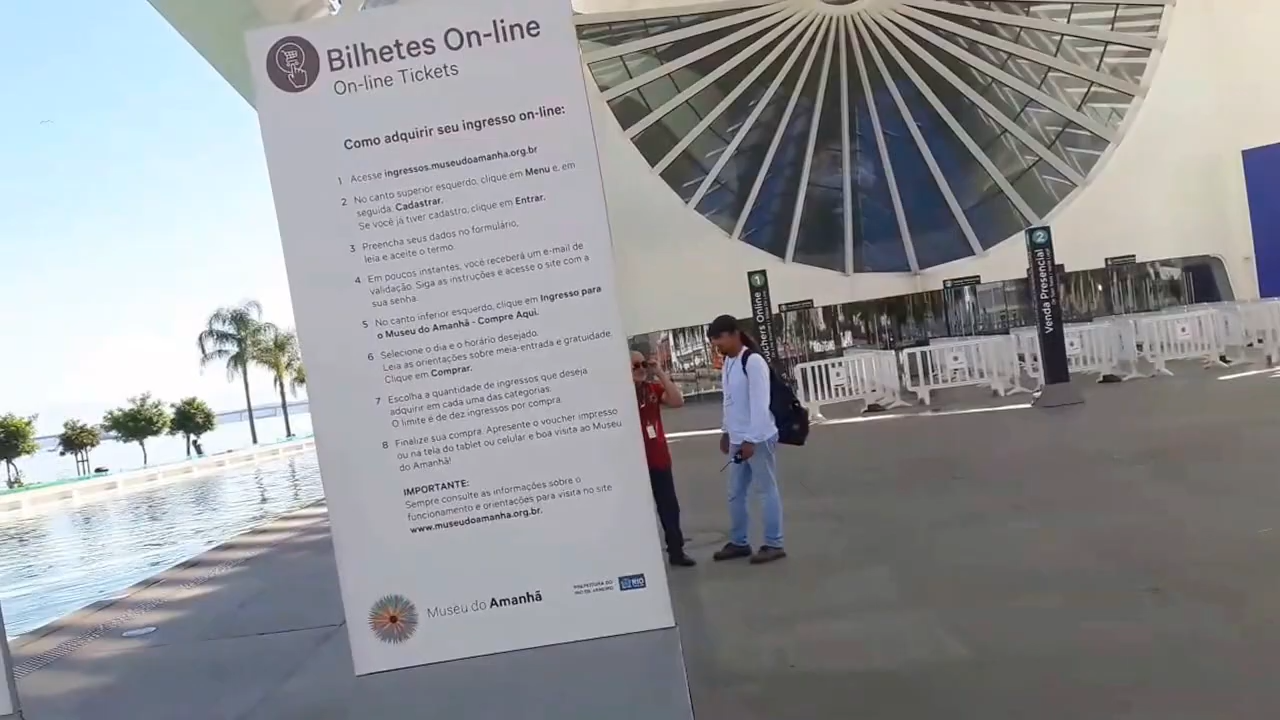 Bilhetes On-line
On-line Tickets
Como adquirir seu ingresso on-line:
1 Acesse ingressos.museudoamanha.org.br
2 No canto superior esquerdo, clique em Menu e, em
seguida, Cadastrar.
Se você já tiver cadastro, clique em Entrar.
3 Preencha seus dados no formulário,
leia e aceite o termo.
4 Em poucos instantes, você receberá um e-mail de
validação. Siga as instruções e acesse o site com a
sua senha.
5 No canto inferior esquerdo, clique em Ingresso para
o Museu do Amanhã - Compre Aqui.
6 Selecione o dia e o horário desejado.
Leia as orientações sobre meia-entrada e gratuidade.
Clique em Comprar.
7 Escolha a quantidade de ingressos que deseja
adquirir em cada uma das categorias.
O limite é de dez ingressos por compra.
8 Finalize sua compra. Apresente o voucher impresso
ou na tela do tablet ou celular e boa visita ao Museu
do Amanhã!
IMPORTANTE:
Sempre consulte as informações sobre o
funcionamento e orientações para visita no site
www.museudoamanha.org.br.
Museu do Amanhã
PREFEITURA DO
RIO DE JANEIRO
RIO
1
Vouchers Online
2
Venda Presencial